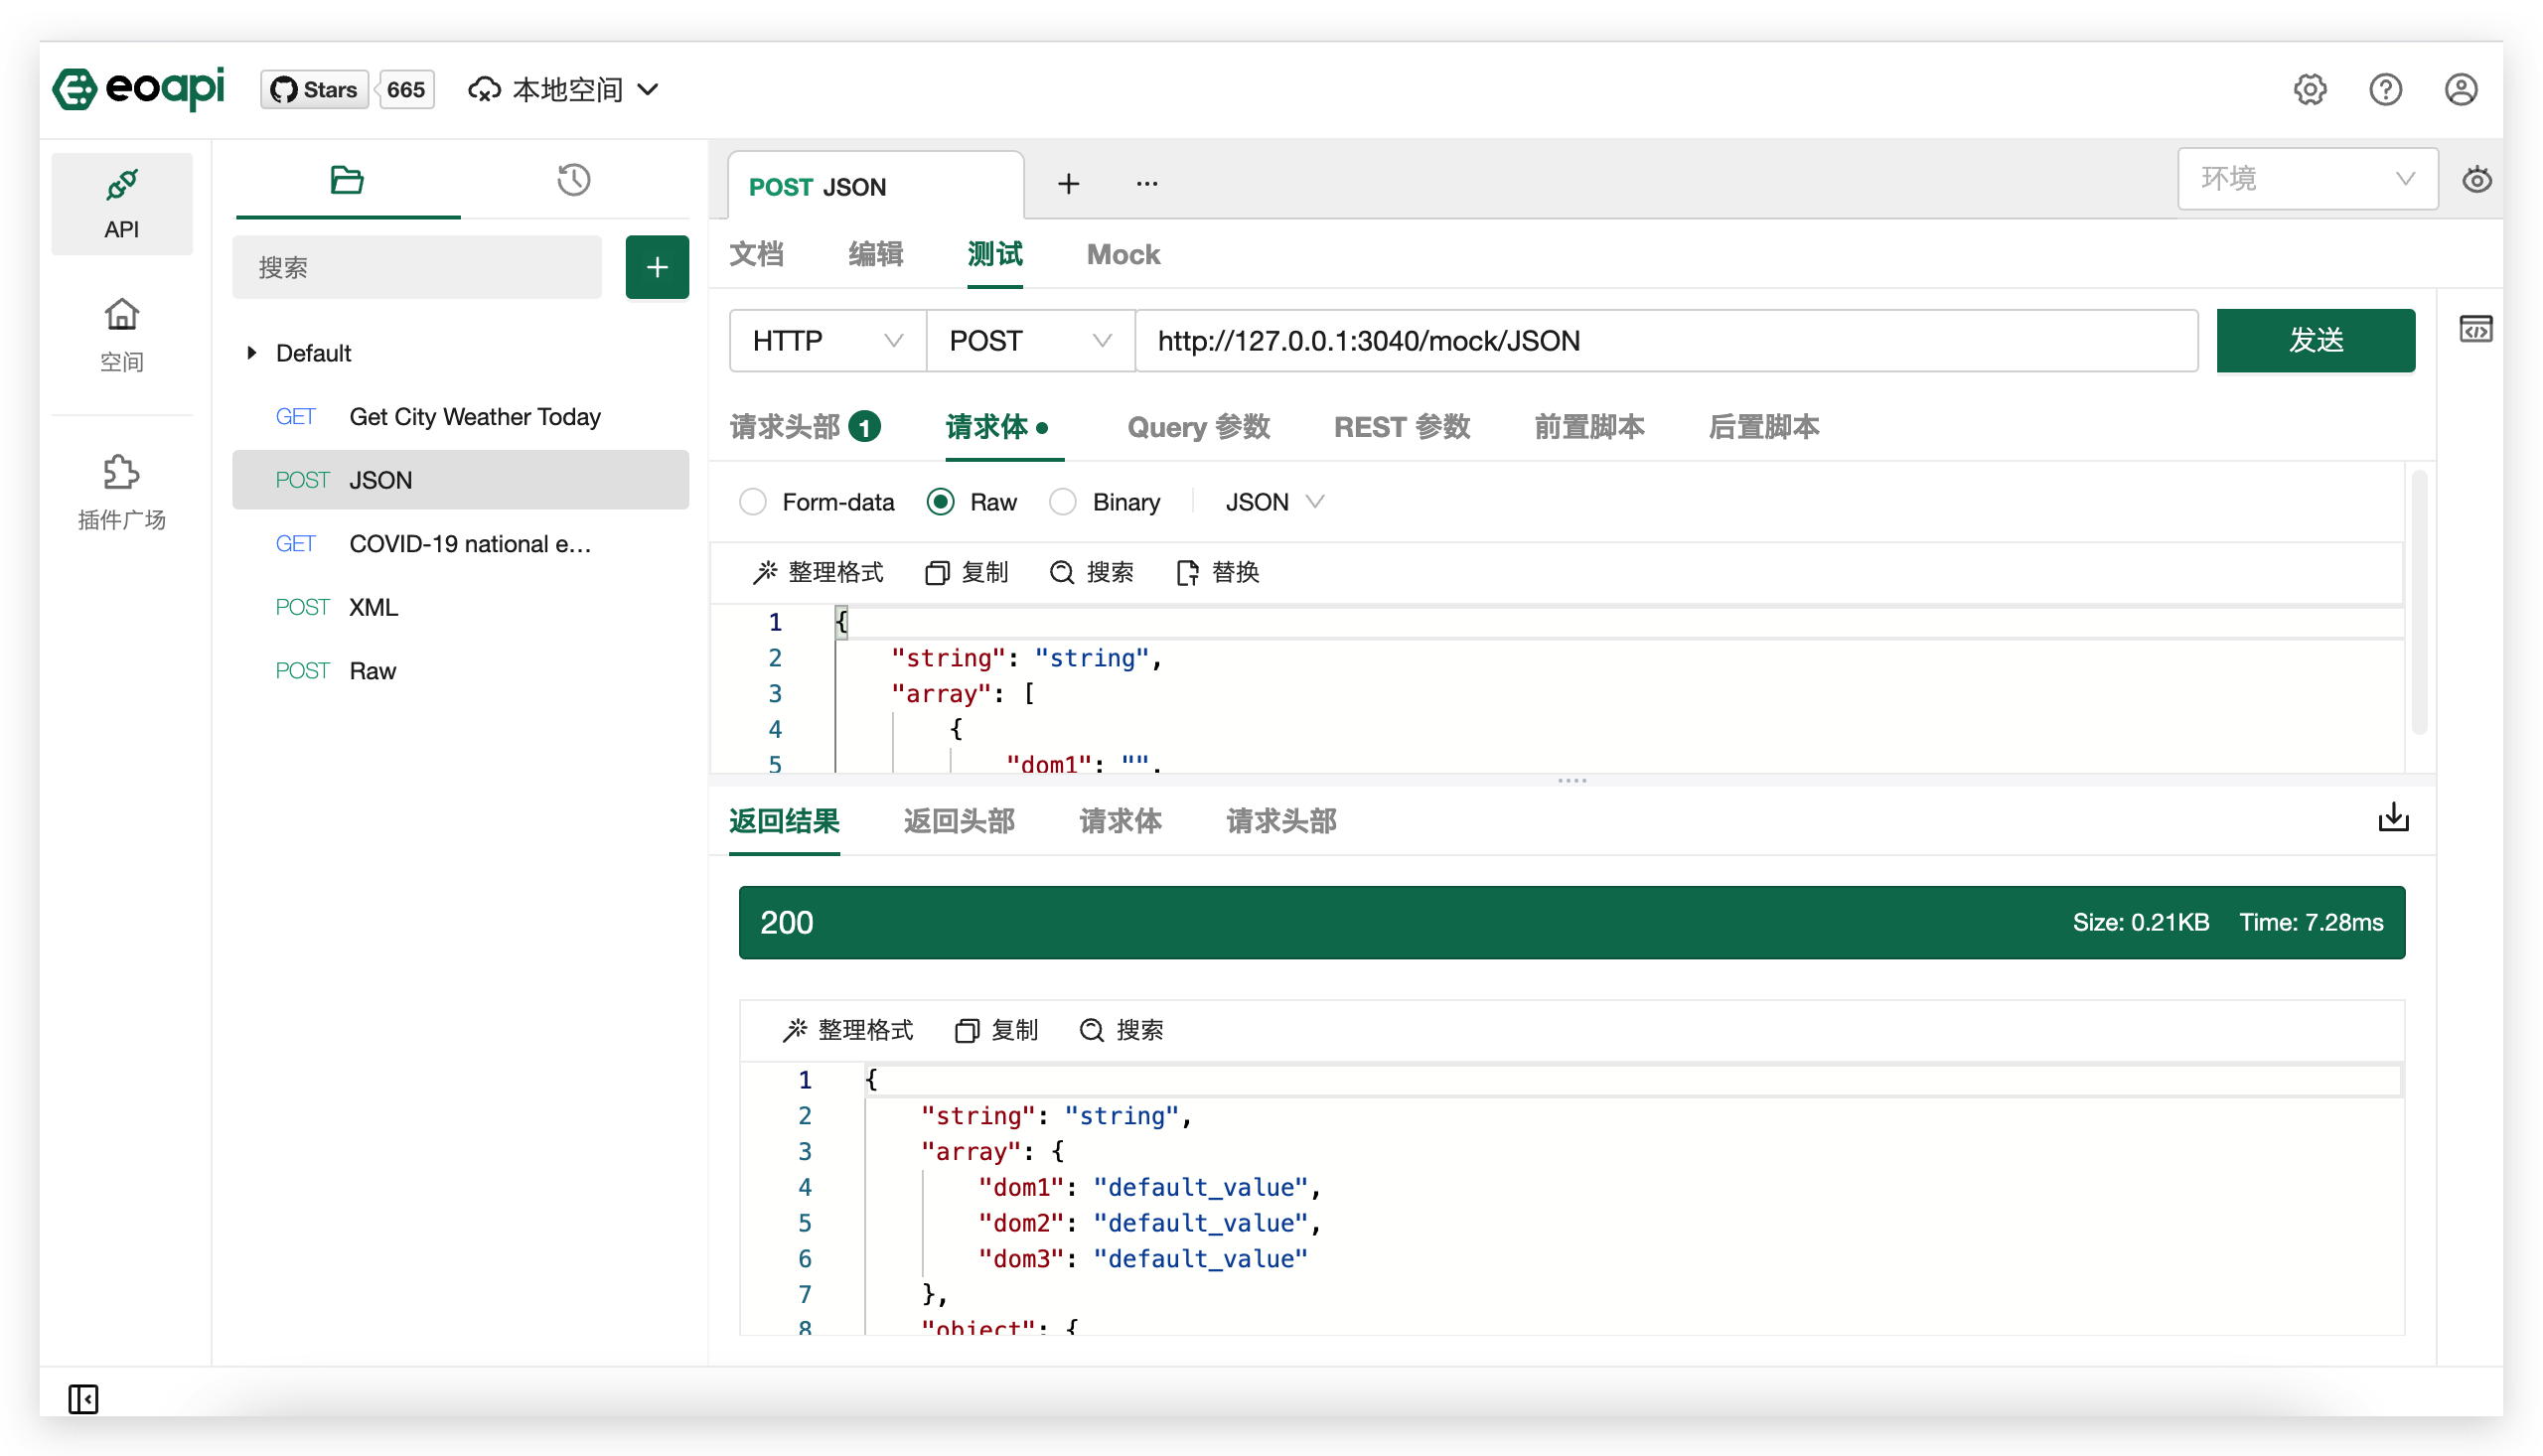 eoapi Stars 665 本地空间
API
空间
插件广场
搜索
Default
GET Get City Weather Today
POST JSON
GET COVID-19 national e...
POST XML
POST Raw
POST JSON + ... 环境
文档 编辑 测试 Mock
HTTP POST http://127.0.0.1:3040/mock/JSON 发送
请求头部 1 请求体 Query 参数 REST 参数 前置脚本 后置脚本
Form-data Raw Binary JSON
整理格式 复制 搜索 替换
1 {
2 "string": "string",
3 "array": [
4 {
5 "dom1": "",
返回结果 返回头部 请求体 请求头部
200 Size: 0.21KB Time: 7.28ms
整理格式 复制 搜索
1 {
2 "string": "string",
3 "array": {
4 "dom1": "default_value",
5 "dom2": "default_value",
6 "dom3": "default_value"
7 },
8 "object": {